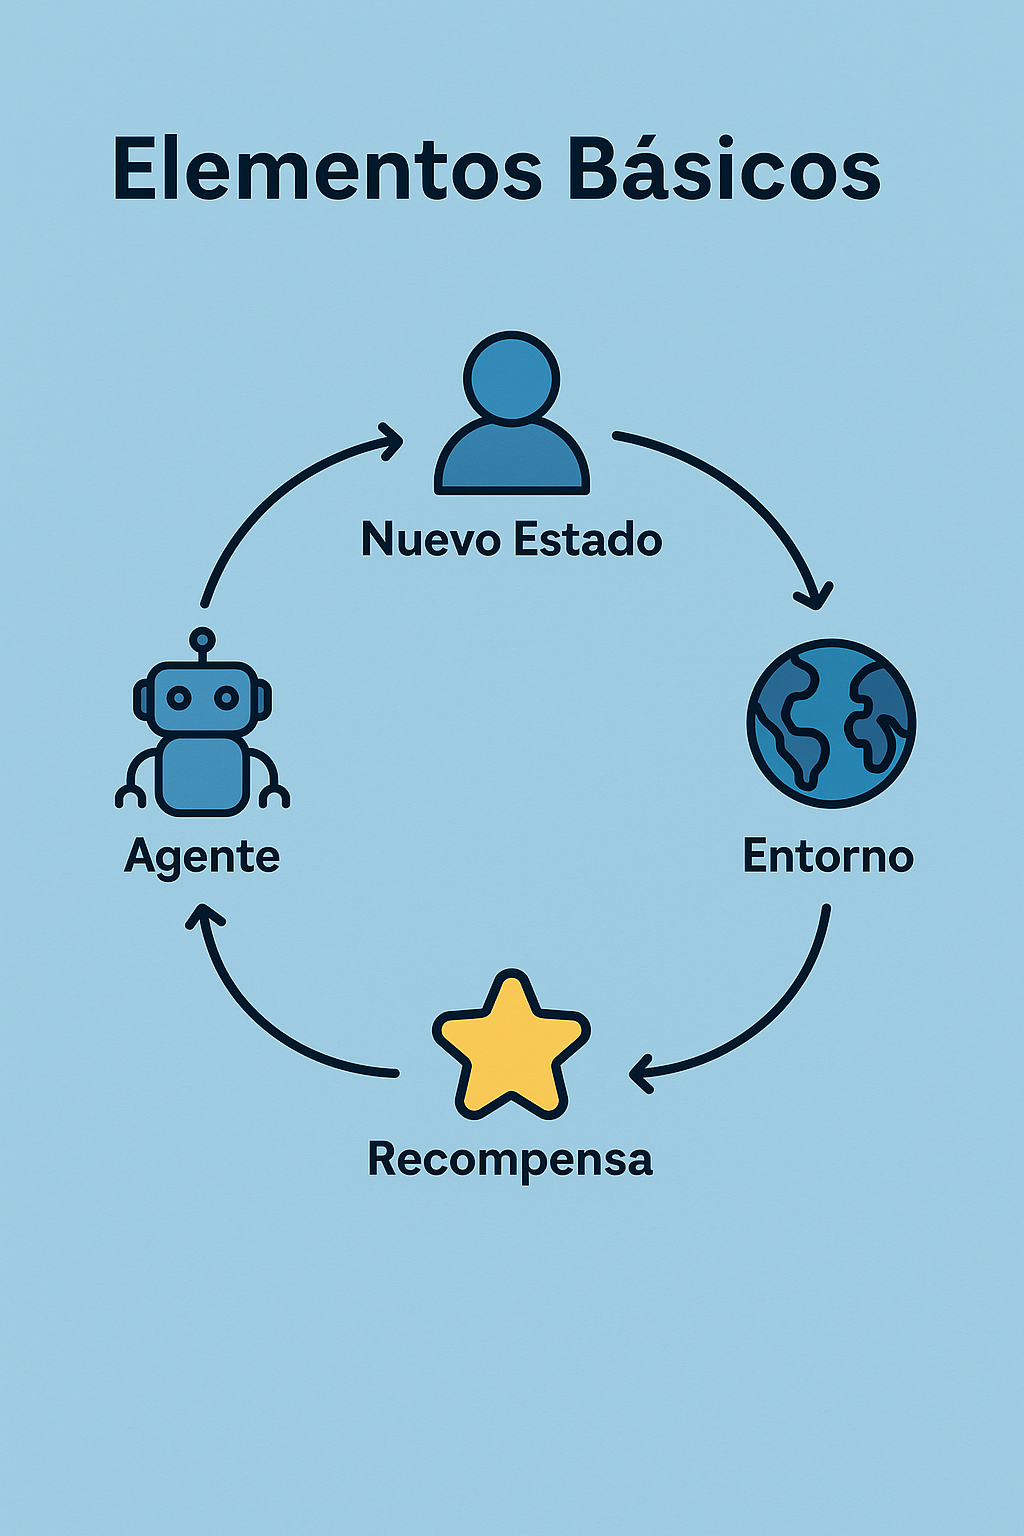 Elementos Básicos
Nuevo Estado
Agente
Entorno
Recompensa